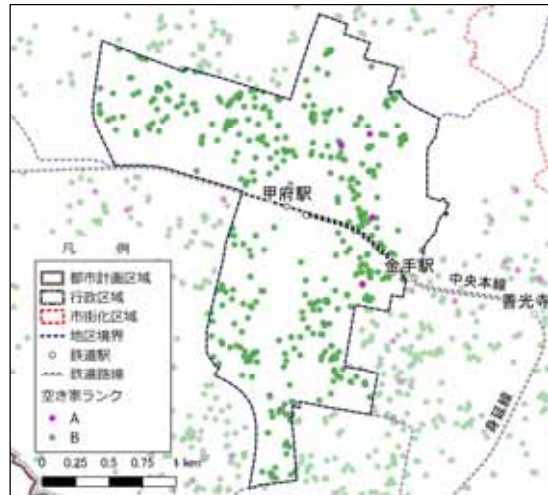 甲府駅
金手駅
中央本線
善光寺
身延線
凡 例
都市計画区域
行政区域
市街化区域
地区境界
鉄道駅
鉄道路線
空き家ランク
A
B
0 0.25 0.5 0.75 1 km